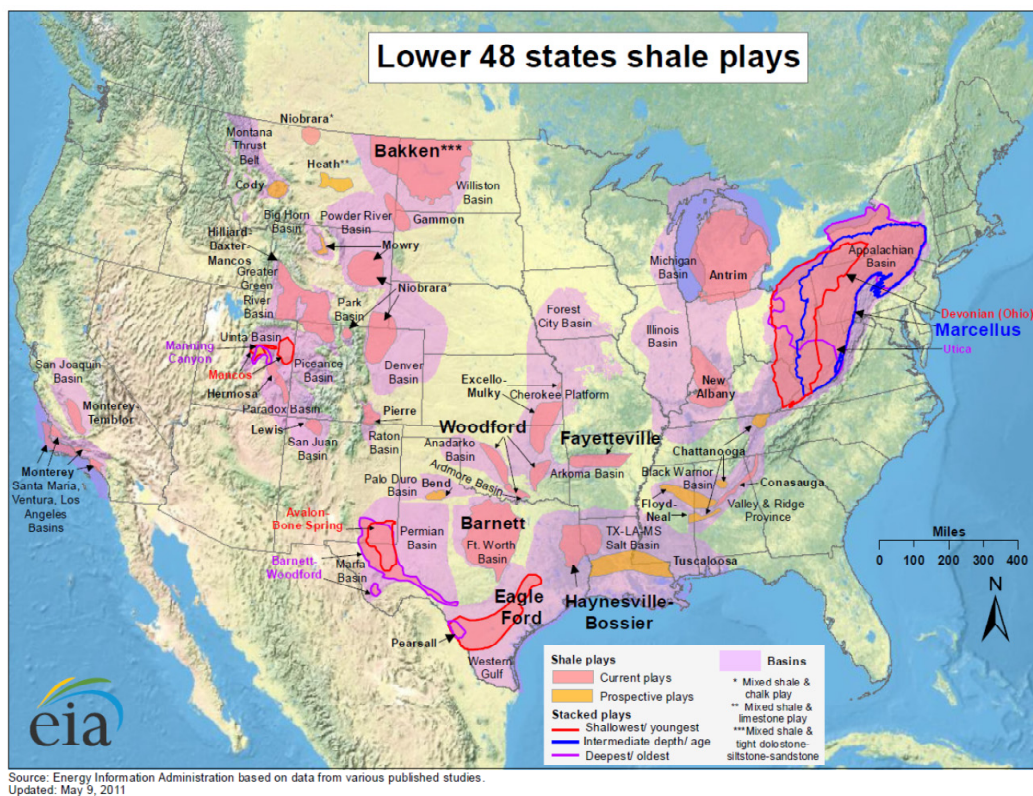 Lower 48 states shale plays
Montana
Thrust
Belt
Niobrara*
Heath**
Cody
Bakken***
Williston
Basin
Big Horn
Basin
Powder River
Basin
Gammon
Mowry
Hilliard-
Baxter-
Mancos
Greater
Green
River
Basin
Niobrara*
Park
Basin
Uinta Basin
Manning
Canyon
Mancos
Piceance
Basin
Denver
Basin
Hermosa
Paradox Basin
Lewis
San Juan
Basin
Pierre
Raton
Basin
San Joaquin
Basin
Monterey-
Temblor
Monterey
Santa Maria,
Ventura, Los
Angeles
Basins
Michigan
Basin
Antrim
Forest
City Basin
Illinois
Basin
New
Albany
Appalachian
Basin
Devonian (Ohio)
Marcellus
Utica
Excello-
Mulky
Cherokee Platform
Woodford
Anadarko
Basin
Ardmore Basin
Arkoma Basin
Fayetteville
Palo Duro
Basin
Bend
Chattanooga
Black Warrior
Basin
Conasauga
Floyd-
Neal
Valley & Ridge
Province
Avalon-
Bone Spring
Permian
Basin
Barnett-
Woodford
Marfa
Basin
Barnett
Ft. Worth
Basin
TX-LA-MS
Salt Basin
Tuscaloosa
Eagle
Ford
Haynesville-
Bossier
Pearsall
Western
Gulf
Miles
0 100 200 300 400
N
Shale plays
Current plays
Prospective plays
Stacked plays
Shallowest/ youngest
Intermediate depth/ age
Deepest/ oldest
Basins
* Mixed shale &
chalk play
** Mixed shale &
limestone play
***Mixed shale &
tight dolostone-
siltstone-sandstone
eia
Source: Energy Information Administration based on data from various published studies.
Updated: May 9, 2011